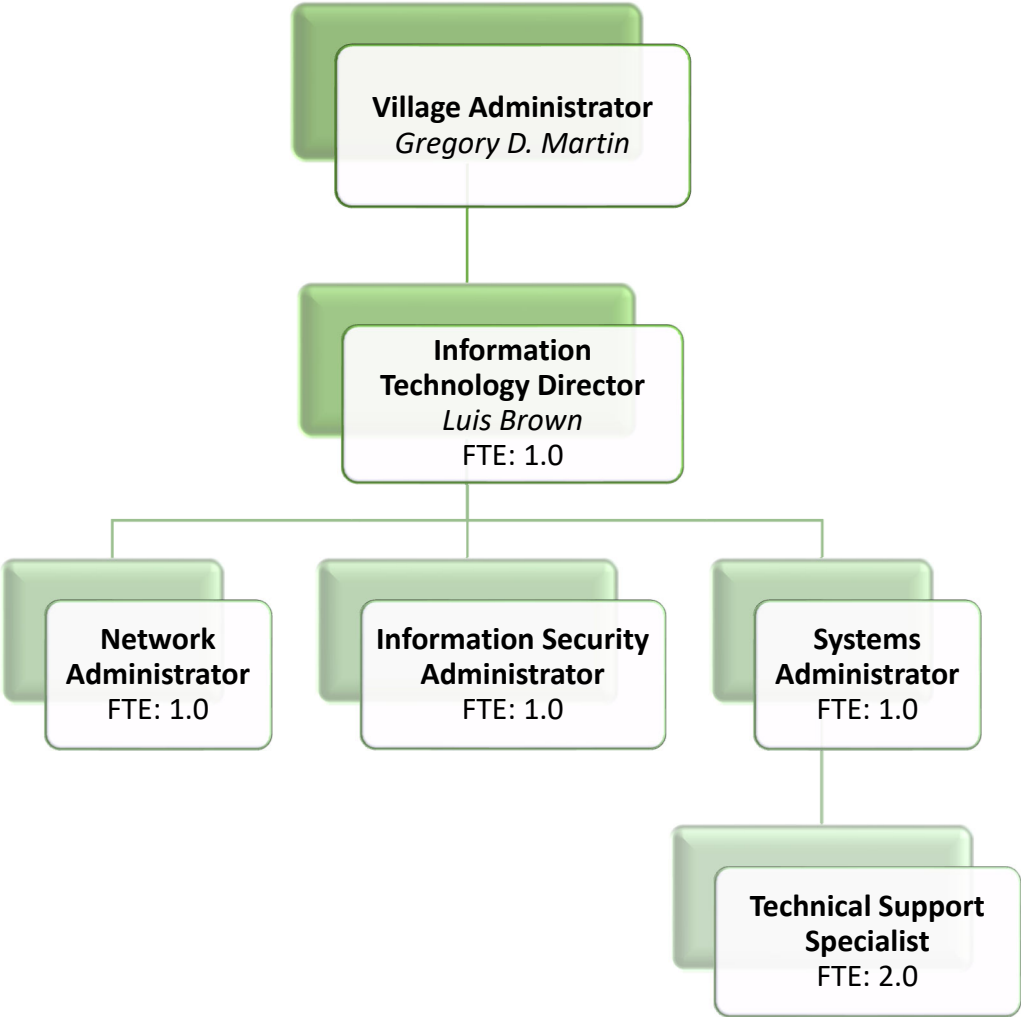 Village Administrator
Gregory D. Martin
Information
Technology Director
Luis Brown
FTE: 1.0
Network
Administrator
FTE: 1.0
Information Security
Administrator
FTE: 1.0
Systems
Administrator
FTE: 1.0
Technical Support
Specialist
FTE: 2.0